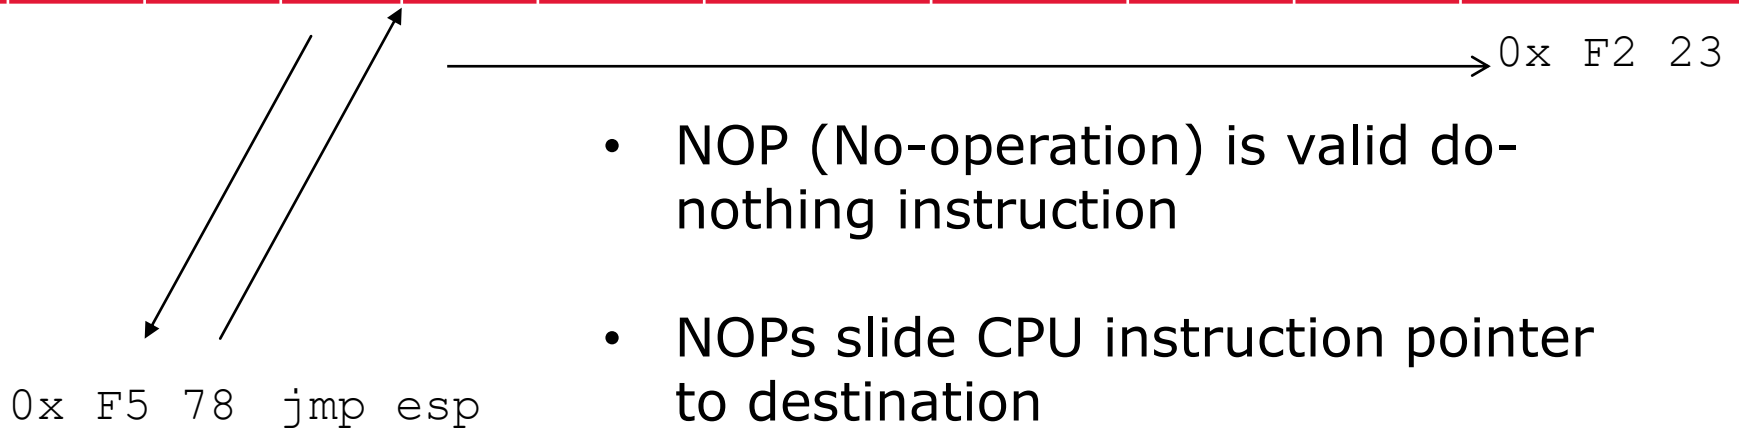 0x F2 23
• NOP (No-operation) is valid do-
nothing instruction
• NOPs slide CPU instruction pointer
to destination
0x F5 78 jmp esp